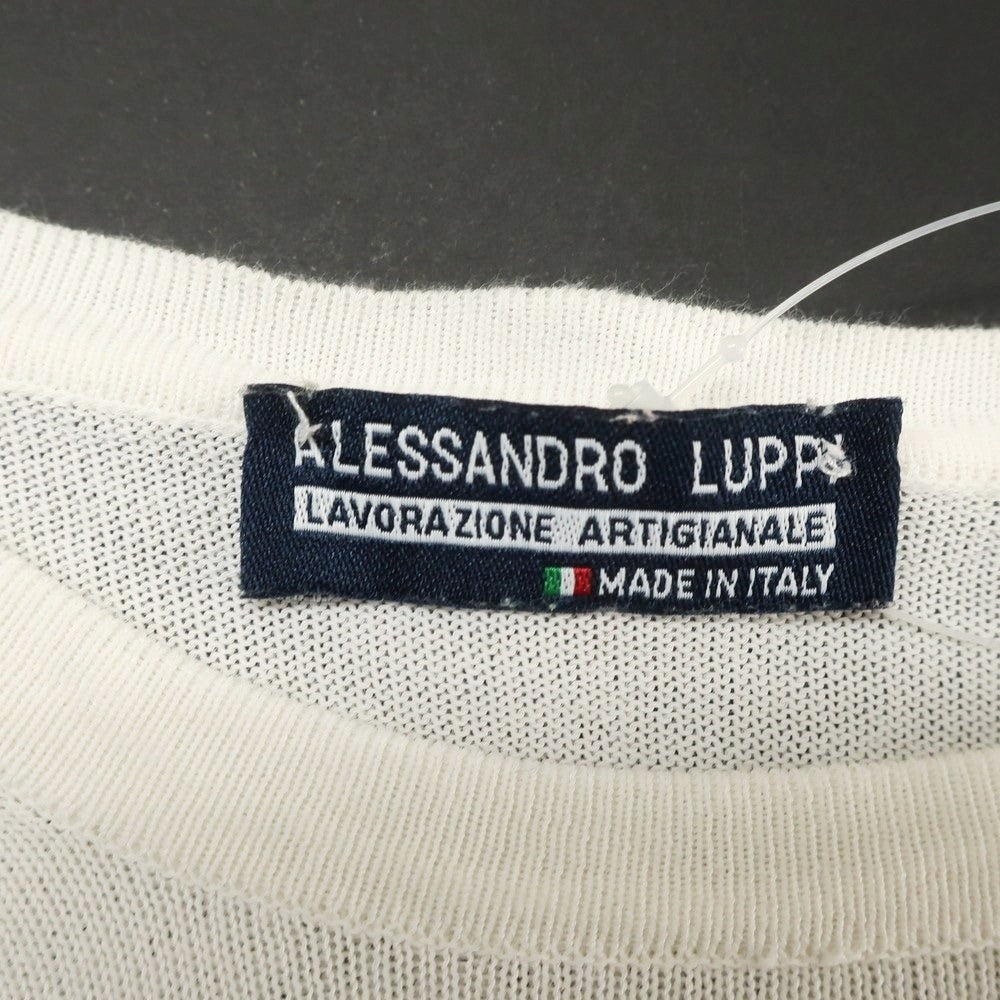 ALESSANDRO LUPPI
LAVORAZIONE ARTIGIANALE
MADE IN ITALY